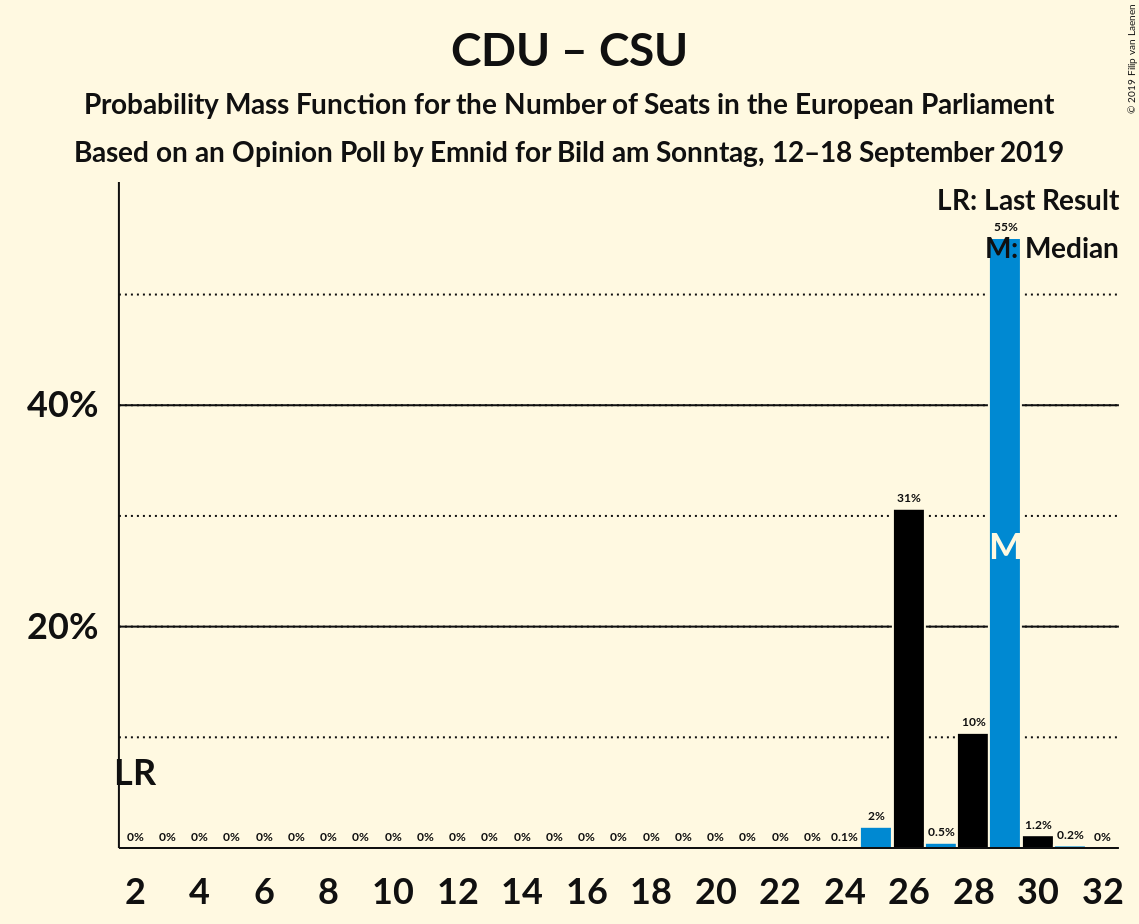 CDU – CSU
Probability Mass Function for the Number of Seats in the European Parliament
Based on an Opinion Poll by Emnid for Bild am Sonntag, 12–18 September 2019
© 2019 Filip van Laenen
LR: Last Result
M: Median
55%
40%
31%
M
20%
10%
LR
0% 0% 0% 0% 0% 0% 0% 0% 0% 0% 0% 0% 0% 0% 0% 0% 0% 0% 0% 0% 0% 0% 0.1% 2% 0.5% 1.2% 0.2% 0%
2 4 6 8 10 12 14 16 18 20 22 24 26 28 30 32